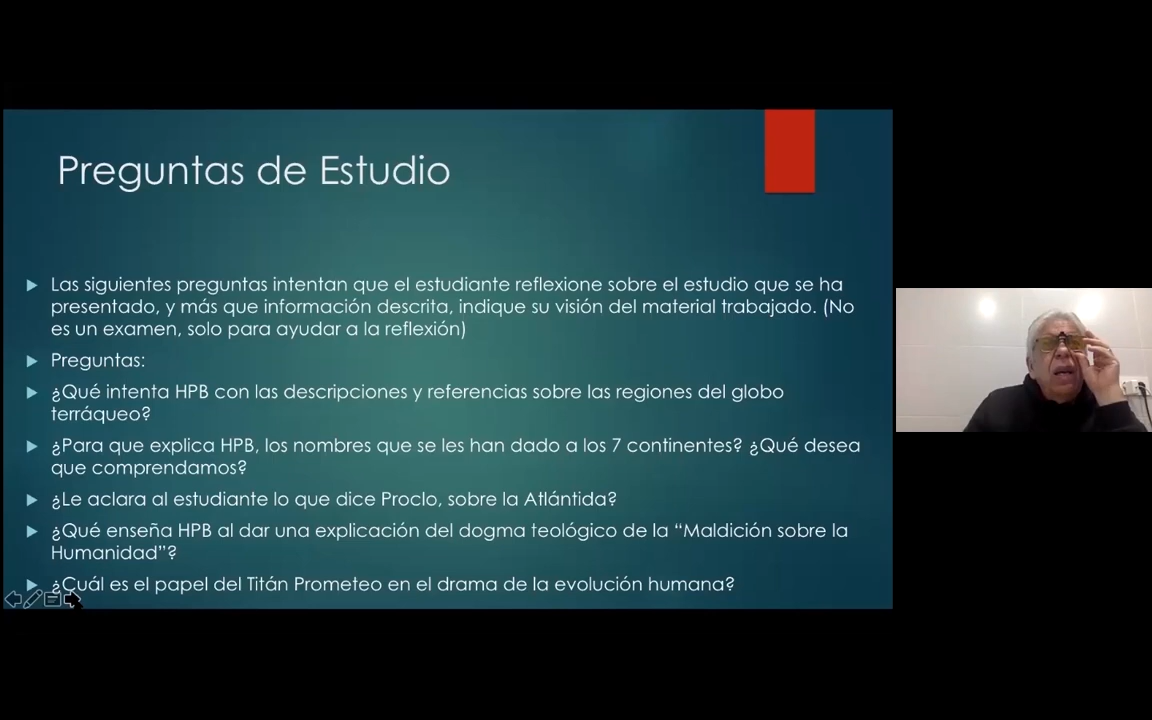 Preguntas de Estudio
Las siguientes preguntas intentan que el estudiante reflexione sobre el estudio que se ha
presentado, y más que información descrita, indique su visión del material trabajado. (No
es un examen, solo para ayudar a la reflexión)
Preguntas:
¿Qué intenta HPB con las descripciones y referencias sobre las regiones del globo
terráqueo?
¿Para que explica HPB, los nombres que se les han dado a los 7 continentes? ¿Qué desea
que comprendamos?
¿Le aclara al estudiante lo que dice Proclo, sobre la Atlántida?
¿Qué enseña HPB al dar una explicación del dogma teológico de la “Maldición sobre la
Humanidad”?
¿Cuál es el papel del Titán Prometeo en el drama de la evolución humana?